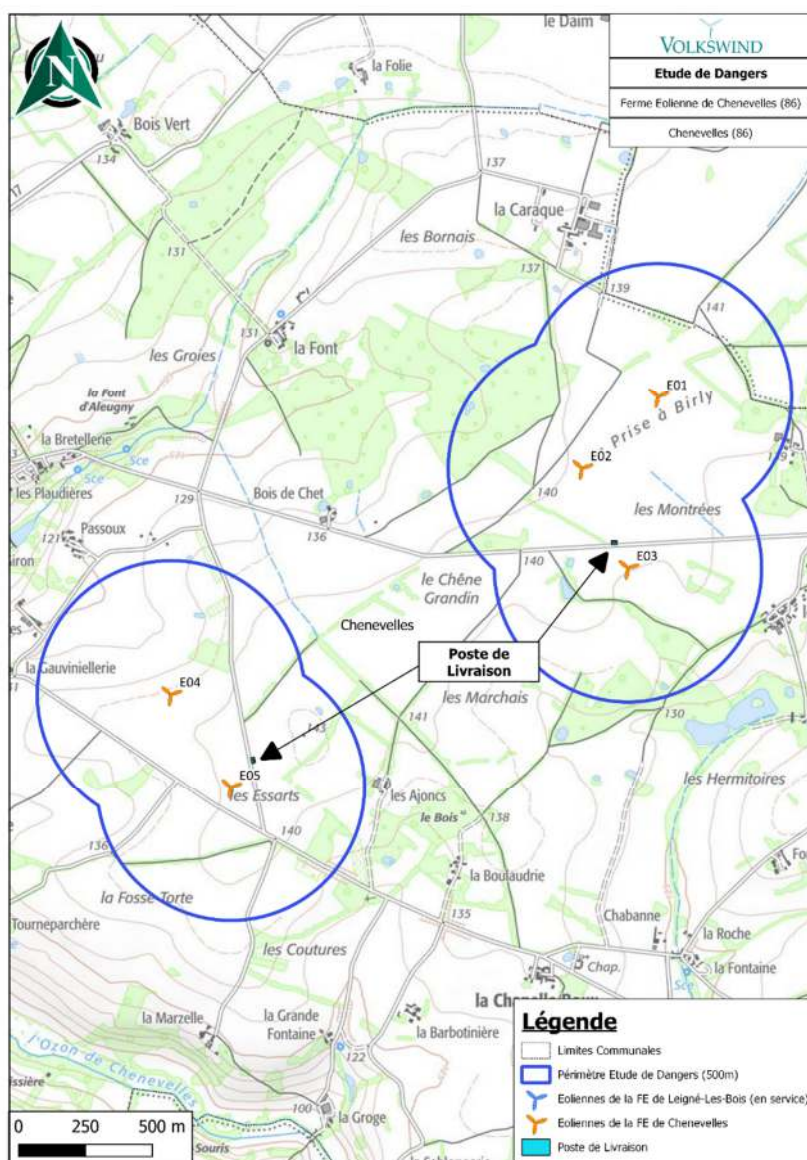 le Daim
VOLKSWIND
Etude de Dangers
Ferme Eolienne de Chenevelles (86)
Chenevelles (86)
N
la Folie
Bois Vert
134
137
la Caraque
les Bornais
131
137
139
141
131
la Font
les Groies
la Font
d'Aleugny
E01
Prise à Birly
la Bretellerie
Sce
E02
les Plaudières
Sce
129
Bois de Chet
140
les Montrées
121
Passoux
136
140
E03
le Chêne
Grandin
Chenevelles
Poste de
Livraison
la Gauviniellerie
E04
les Marchais
143
141
130
E05
les Essarts
les Ajoncs
les Hermitoires
le Bois
138
140
136
la Boulaudrie
la Fosse Torte
Tourneparchère
135
Chabanne
la Roche
les Coutures
Chap.
la Fontaine
Sce
la Marzelle
la Grande
Fontaine
la Barbotinière
122
l'Ozon de Chenevelles
100
la Groge
Légende
Limites Communales
Périmètre Etude de Dangers (500m)
Eoliennes de la FE de Leigné-Les-Bois (en service)
Eoliennes de la FE de Chenevelles
Poste de Livraison
0 250 500 m